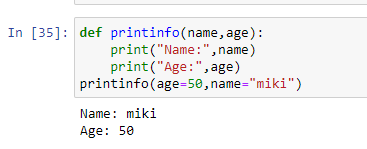 In [35]: def printinfo(name,age):
    print("Name:",name)
    print("Age:",age)
printinfo(age=50,name="miki")
Name: miki
Age: 50